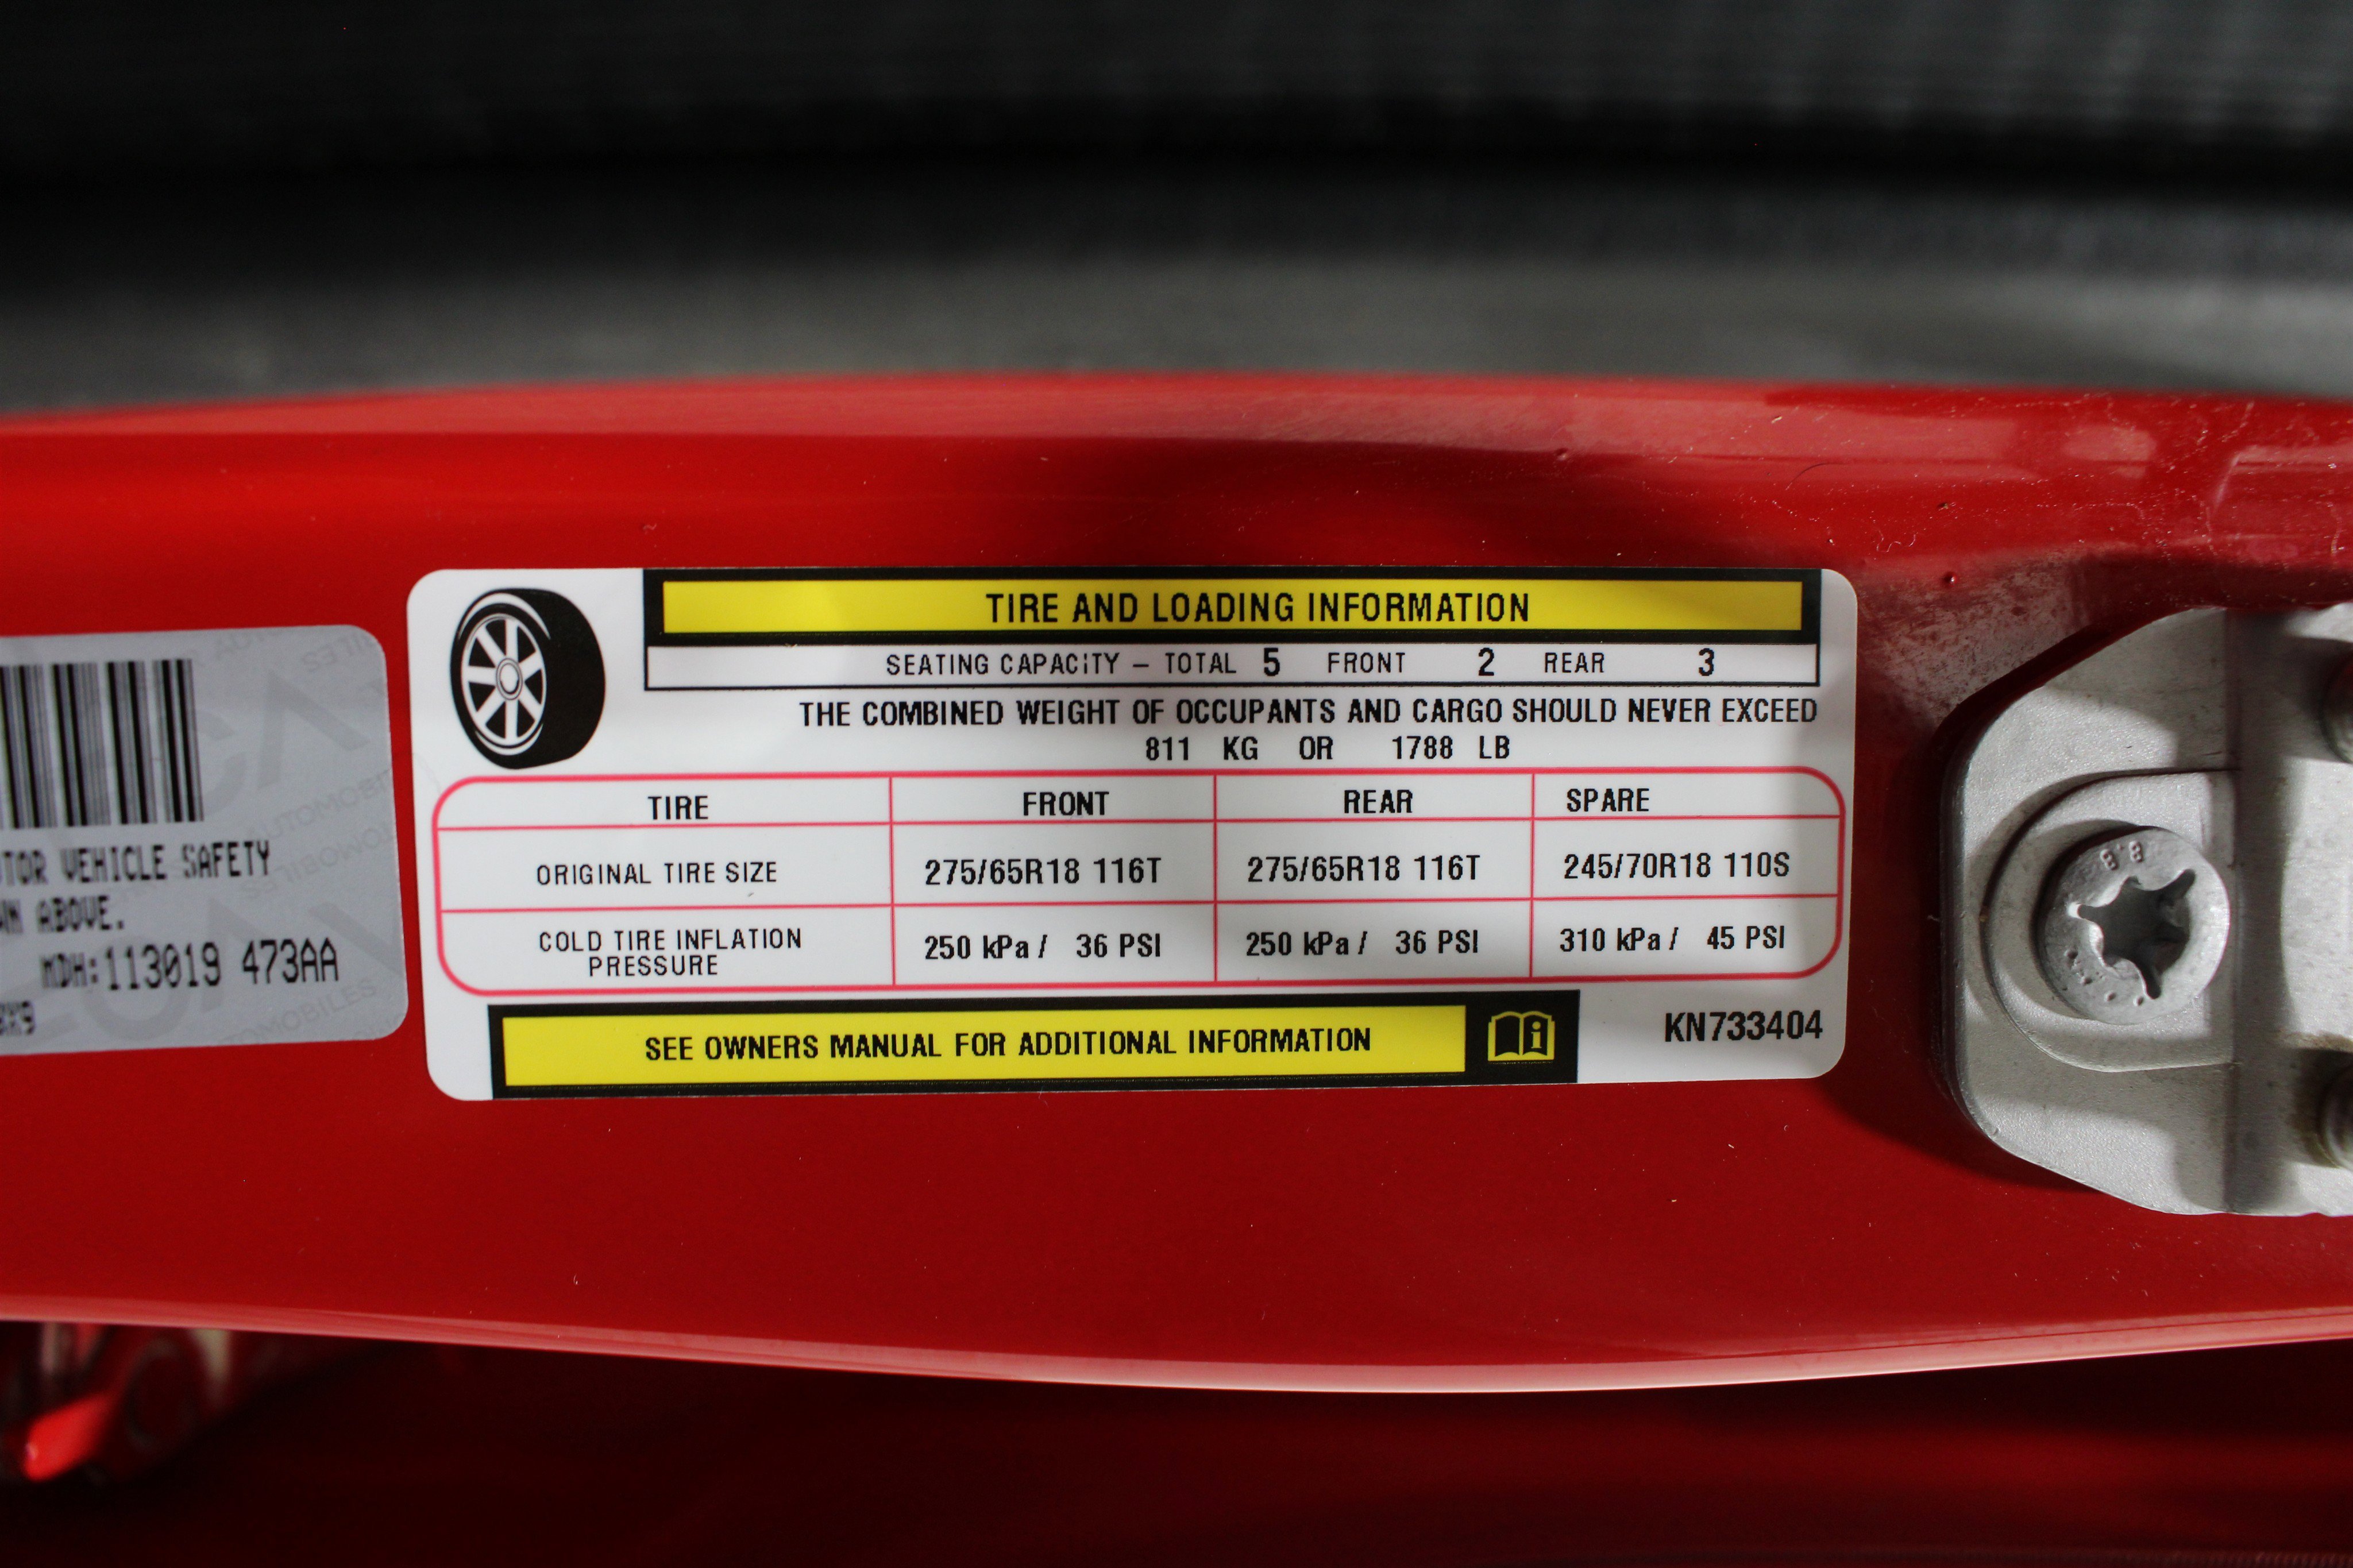 TIRE AND LOADING INFORMATION
SEATING CAPACITY – TOTAL 5 FRONT 2 REAR 3
THE COMBINED WEIGHT OF OCCUPANTS AND CARGO SHOULD NEVER EXCEED
811 KG OR 1788 LB
TIRE FRONT REAR SPARE
ORIGINAL TIRE SIZE 275/65R18 116T 275/65R18 116T 245/70R18 110S
COLD TIRE INFLATION
PRESSURE 250 kPa / 36 PSI 250 kPa / 36 PSI 310 kPa / 45 PSI
SEE OWNERS MANUAL FOR ADDITIONAL INFORMATION
KN733404
VEHICLE SAFETY
ABOVE.
MDH:113019 473AA